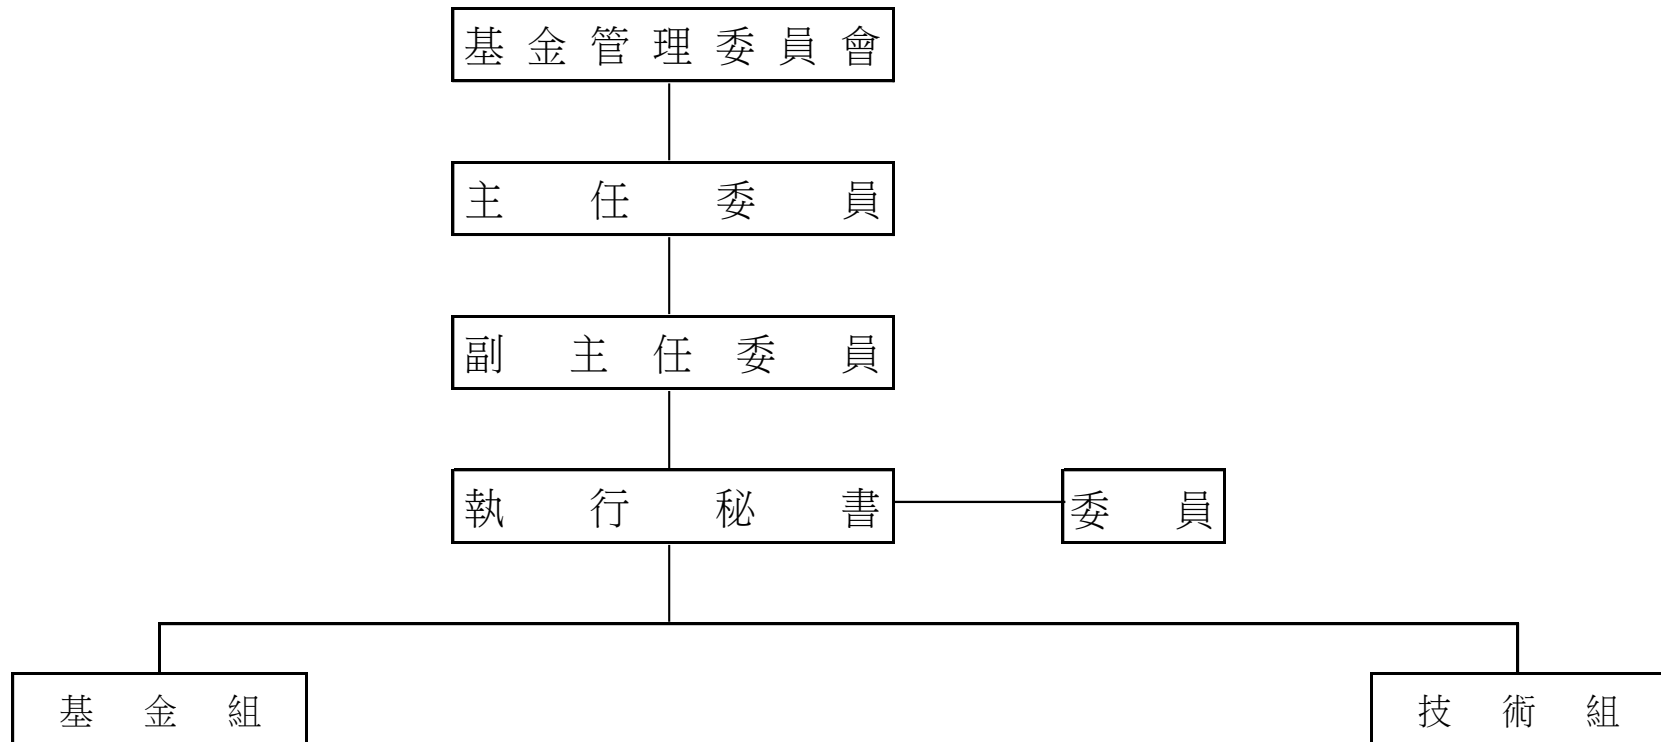 基金管理委員會
主任委員
副主任委員
執行秘書
委員
基金組
技術組